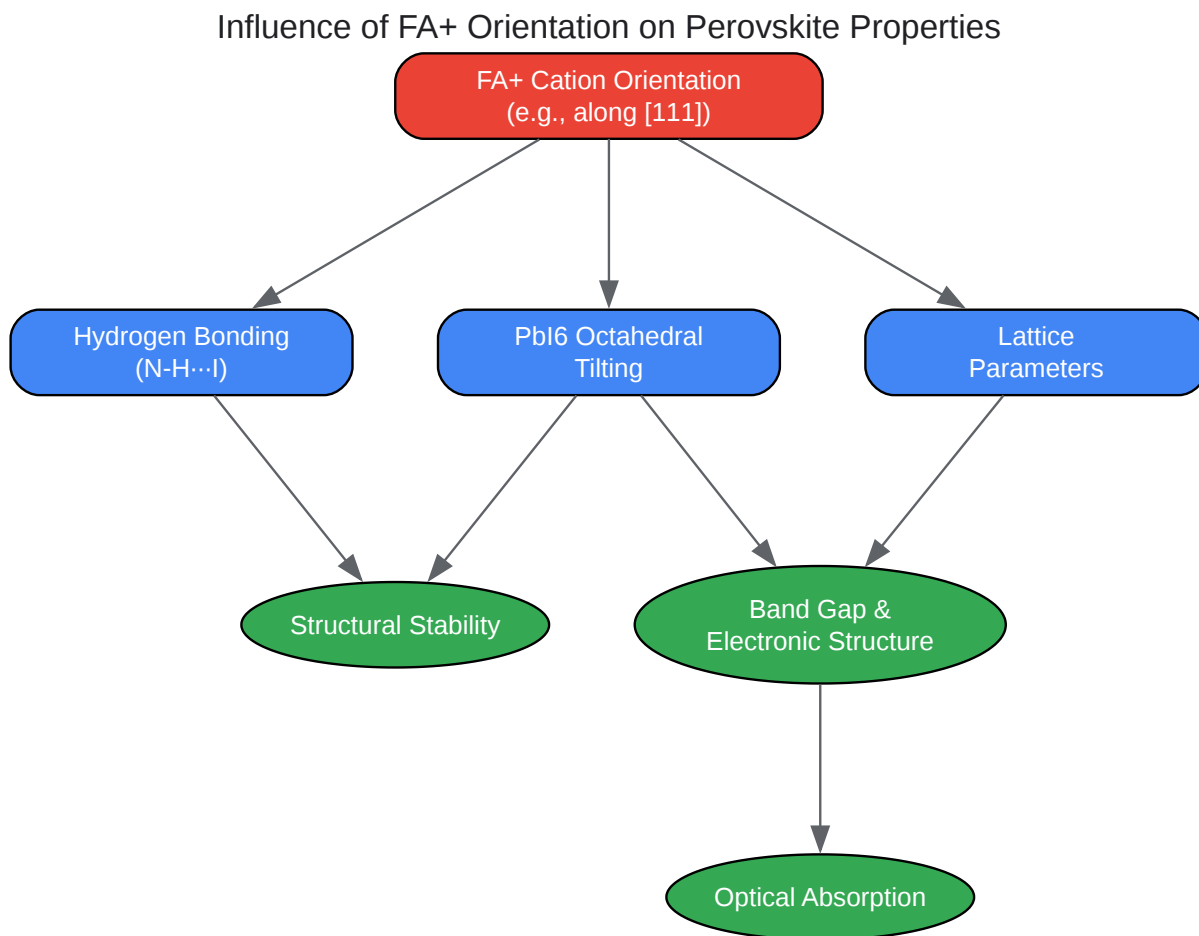 Influence of FA+ Orientation on Perovskite Properties
FA+ Cation Orientation
(e.g., along [111])
Hydrogen Bonding
(N-H···I)
PbI6 Octahedral
Tilting
Lattice
Parameters
Structural Stability
Band Gap &
Electronic Structure
Optical Absorption